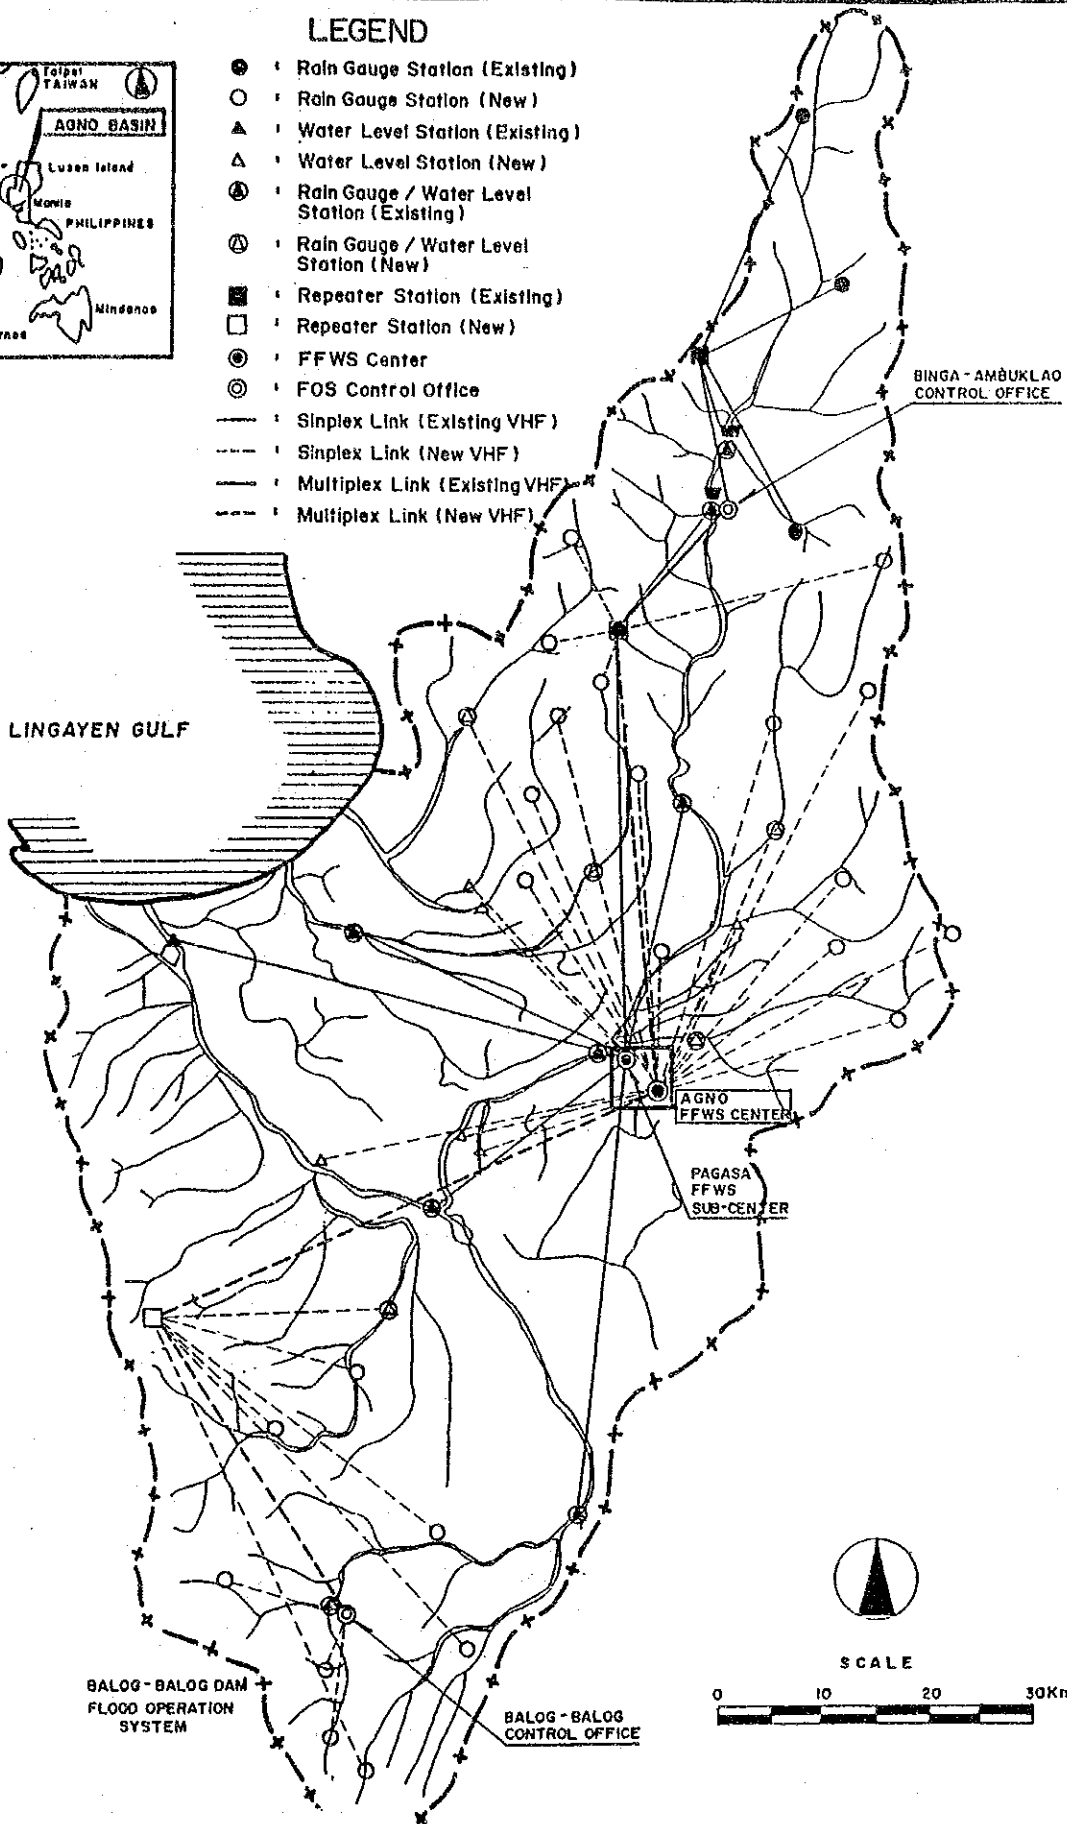 LEGEND
Rain Gauge Station (Existing)
Rain Gauge Station (New)
Water Level Station (Existing)
Water Level Station (New)
Rain Gauge / Water Level
Station (Existing)
Rain Gauge / Water Level
Station (New)
Repeater Station (Existing)
Repeater Station (New)
FFWS Center
FOS Control Office
Sinplex Link (Existing VHF)
Sinplex Link (New VHF)
Multiplex Link (Existing VHF)
Multiplex Link (New VHF)
Taipei
TAIWAN
AGNO BASIN
Luzon Island
Manila
PHILIPPINES
Mindanao
BINGA - AMBUKLAO
CONTROL OFFICE
LINGAYEN GULF
AGNO
FFWS CENTER
PAGASA
FFWS
SUB-CENTER
BALOG - BALOG DAM
FLOOD OPERATION
SYSTEM
BALOG - BALOG
CONTROL OFFICE
SCALE
0 10 20 30Km